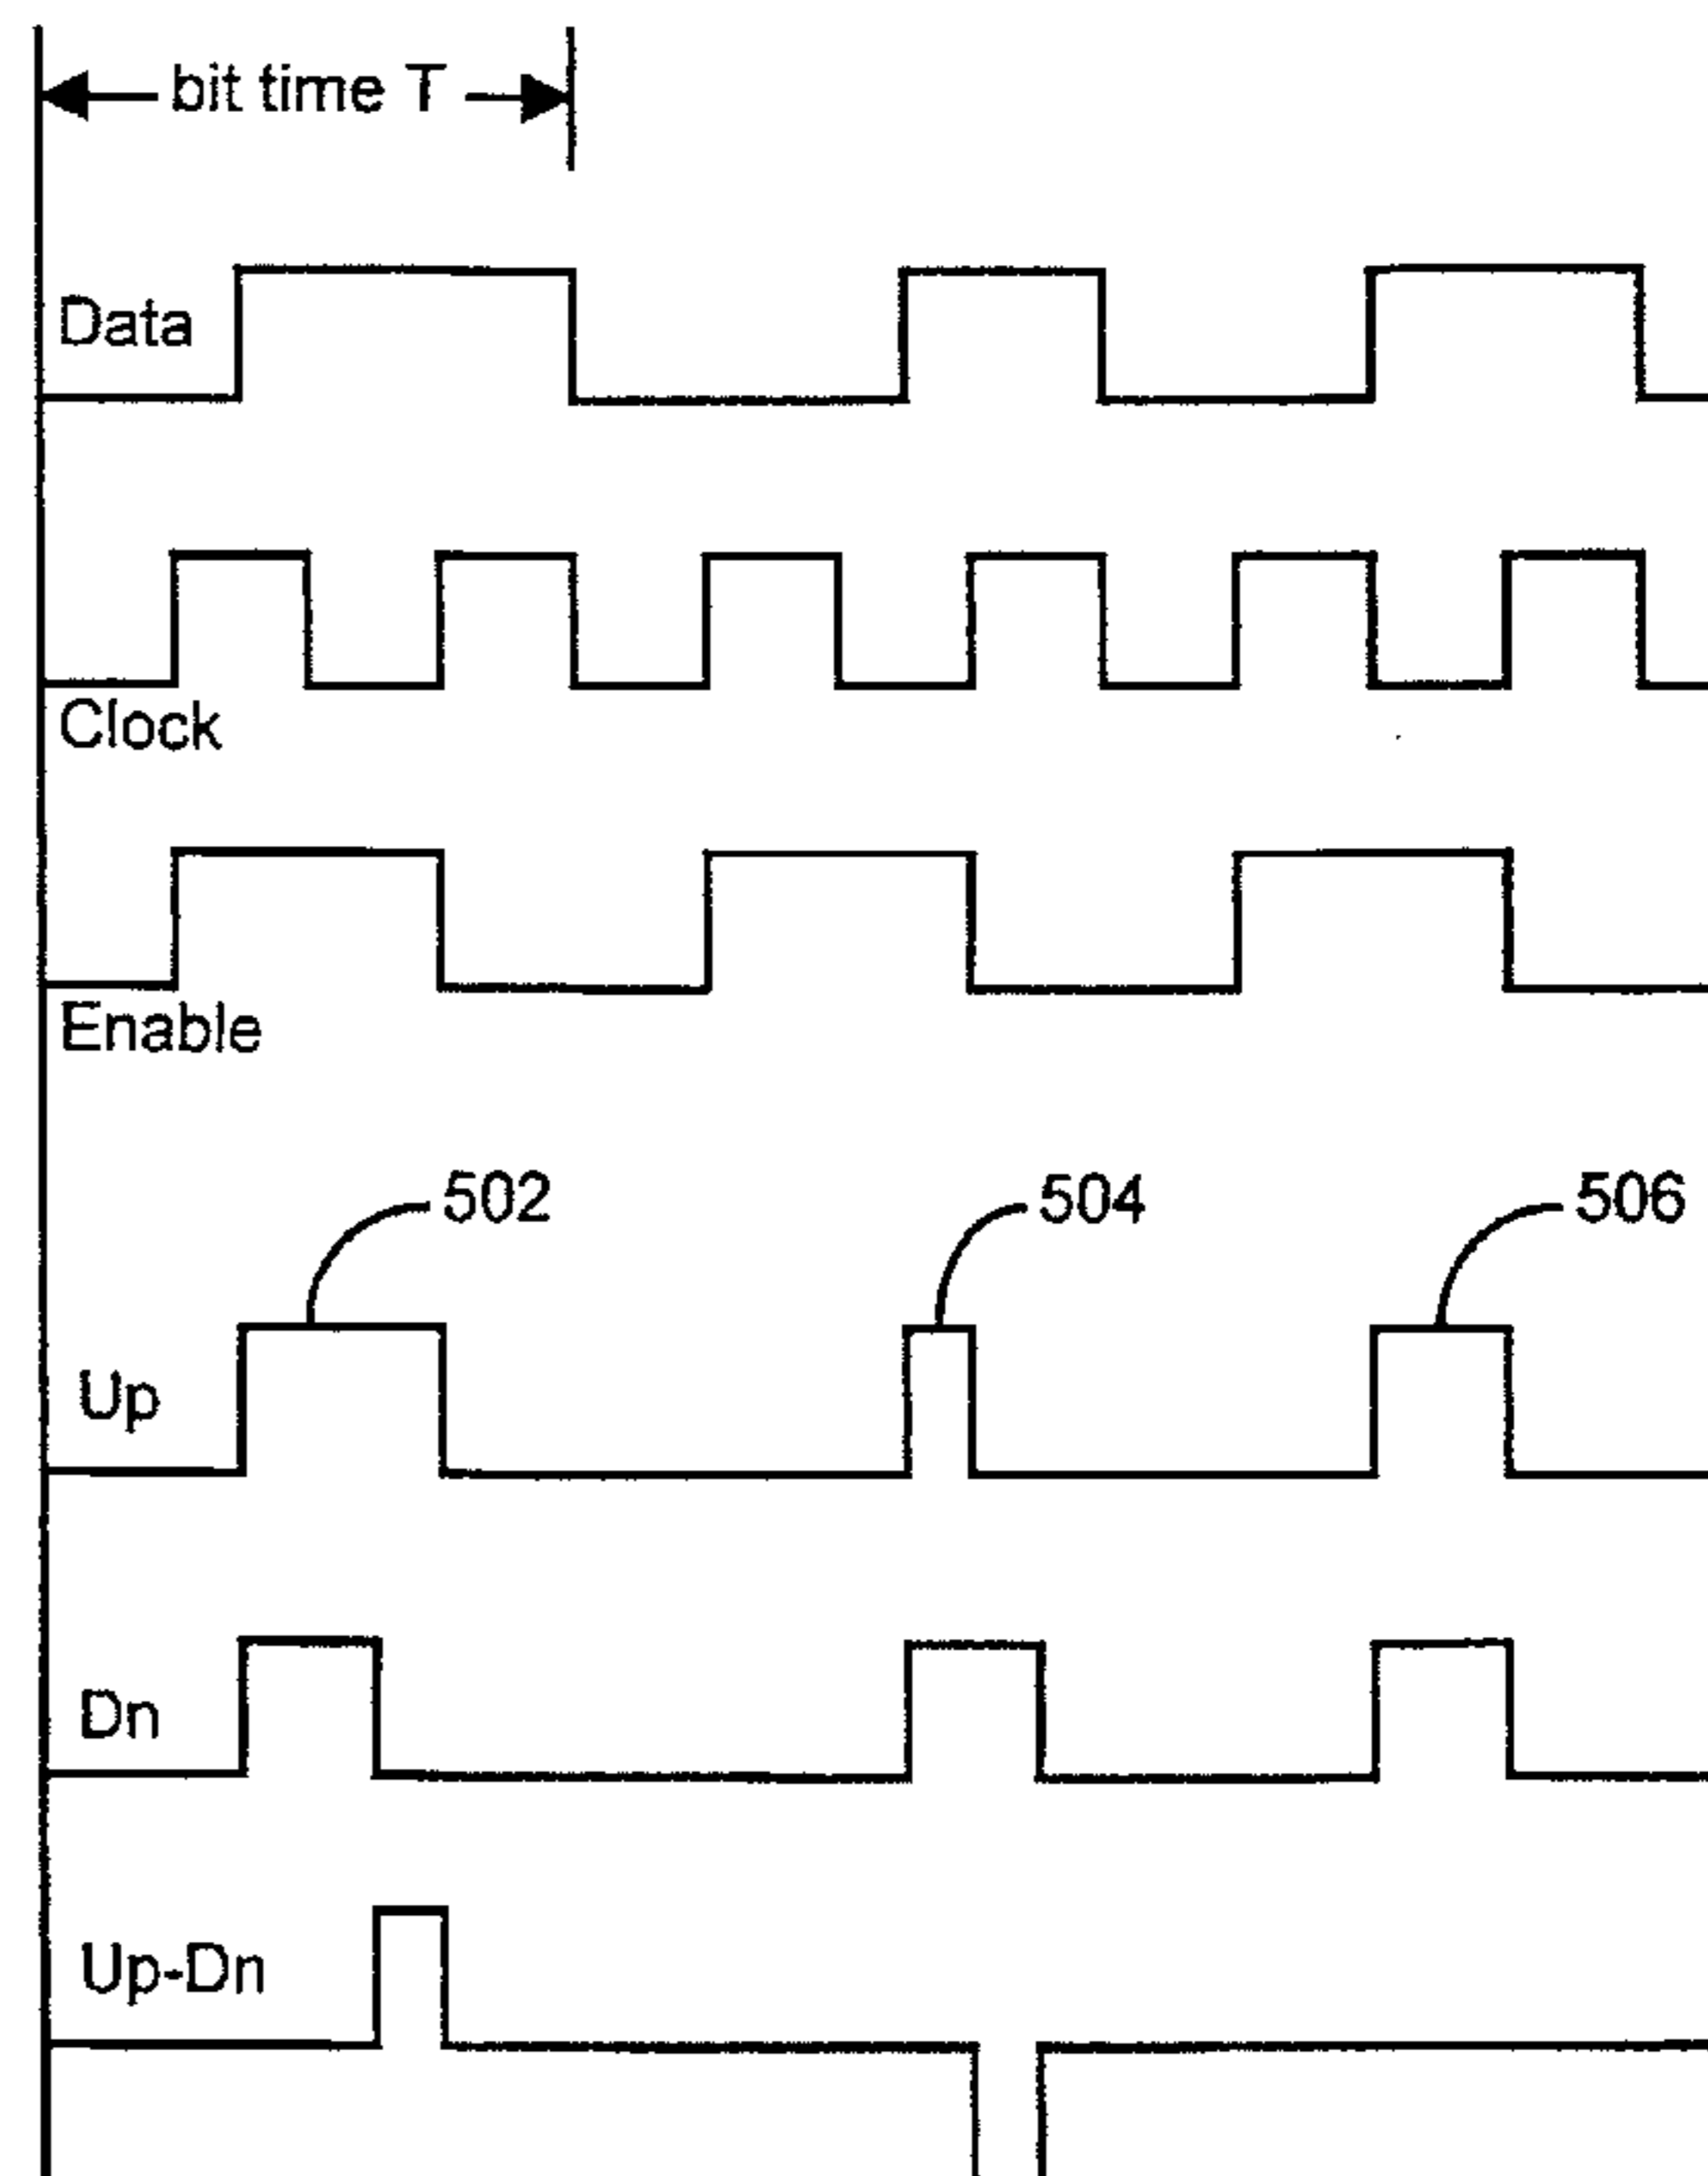 bit time T
Data
Clock
Enable
502
504
506
Up
Dn
Up-Dn